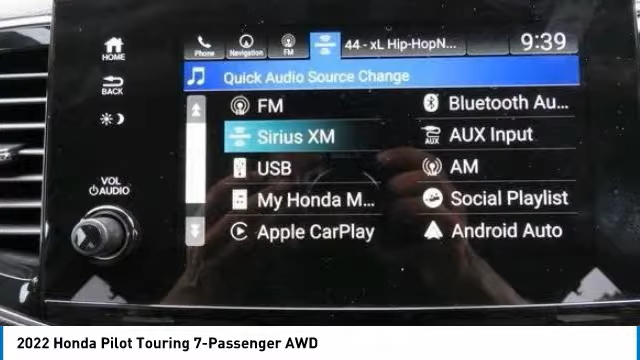 Phone
Navigation
FM
44 - xL Hip-HopN...
9:39
HOME
BACK
VOL
AUDIO
Quick Audio Source Change
FM
Bluetooth Au...
Sirius XM
AUX Input
USB
AM
My Honda M...
Social Playlist
Apple CarPlay
Android Auto
2022 Honda Pilot Touring 7-Passenger AWD